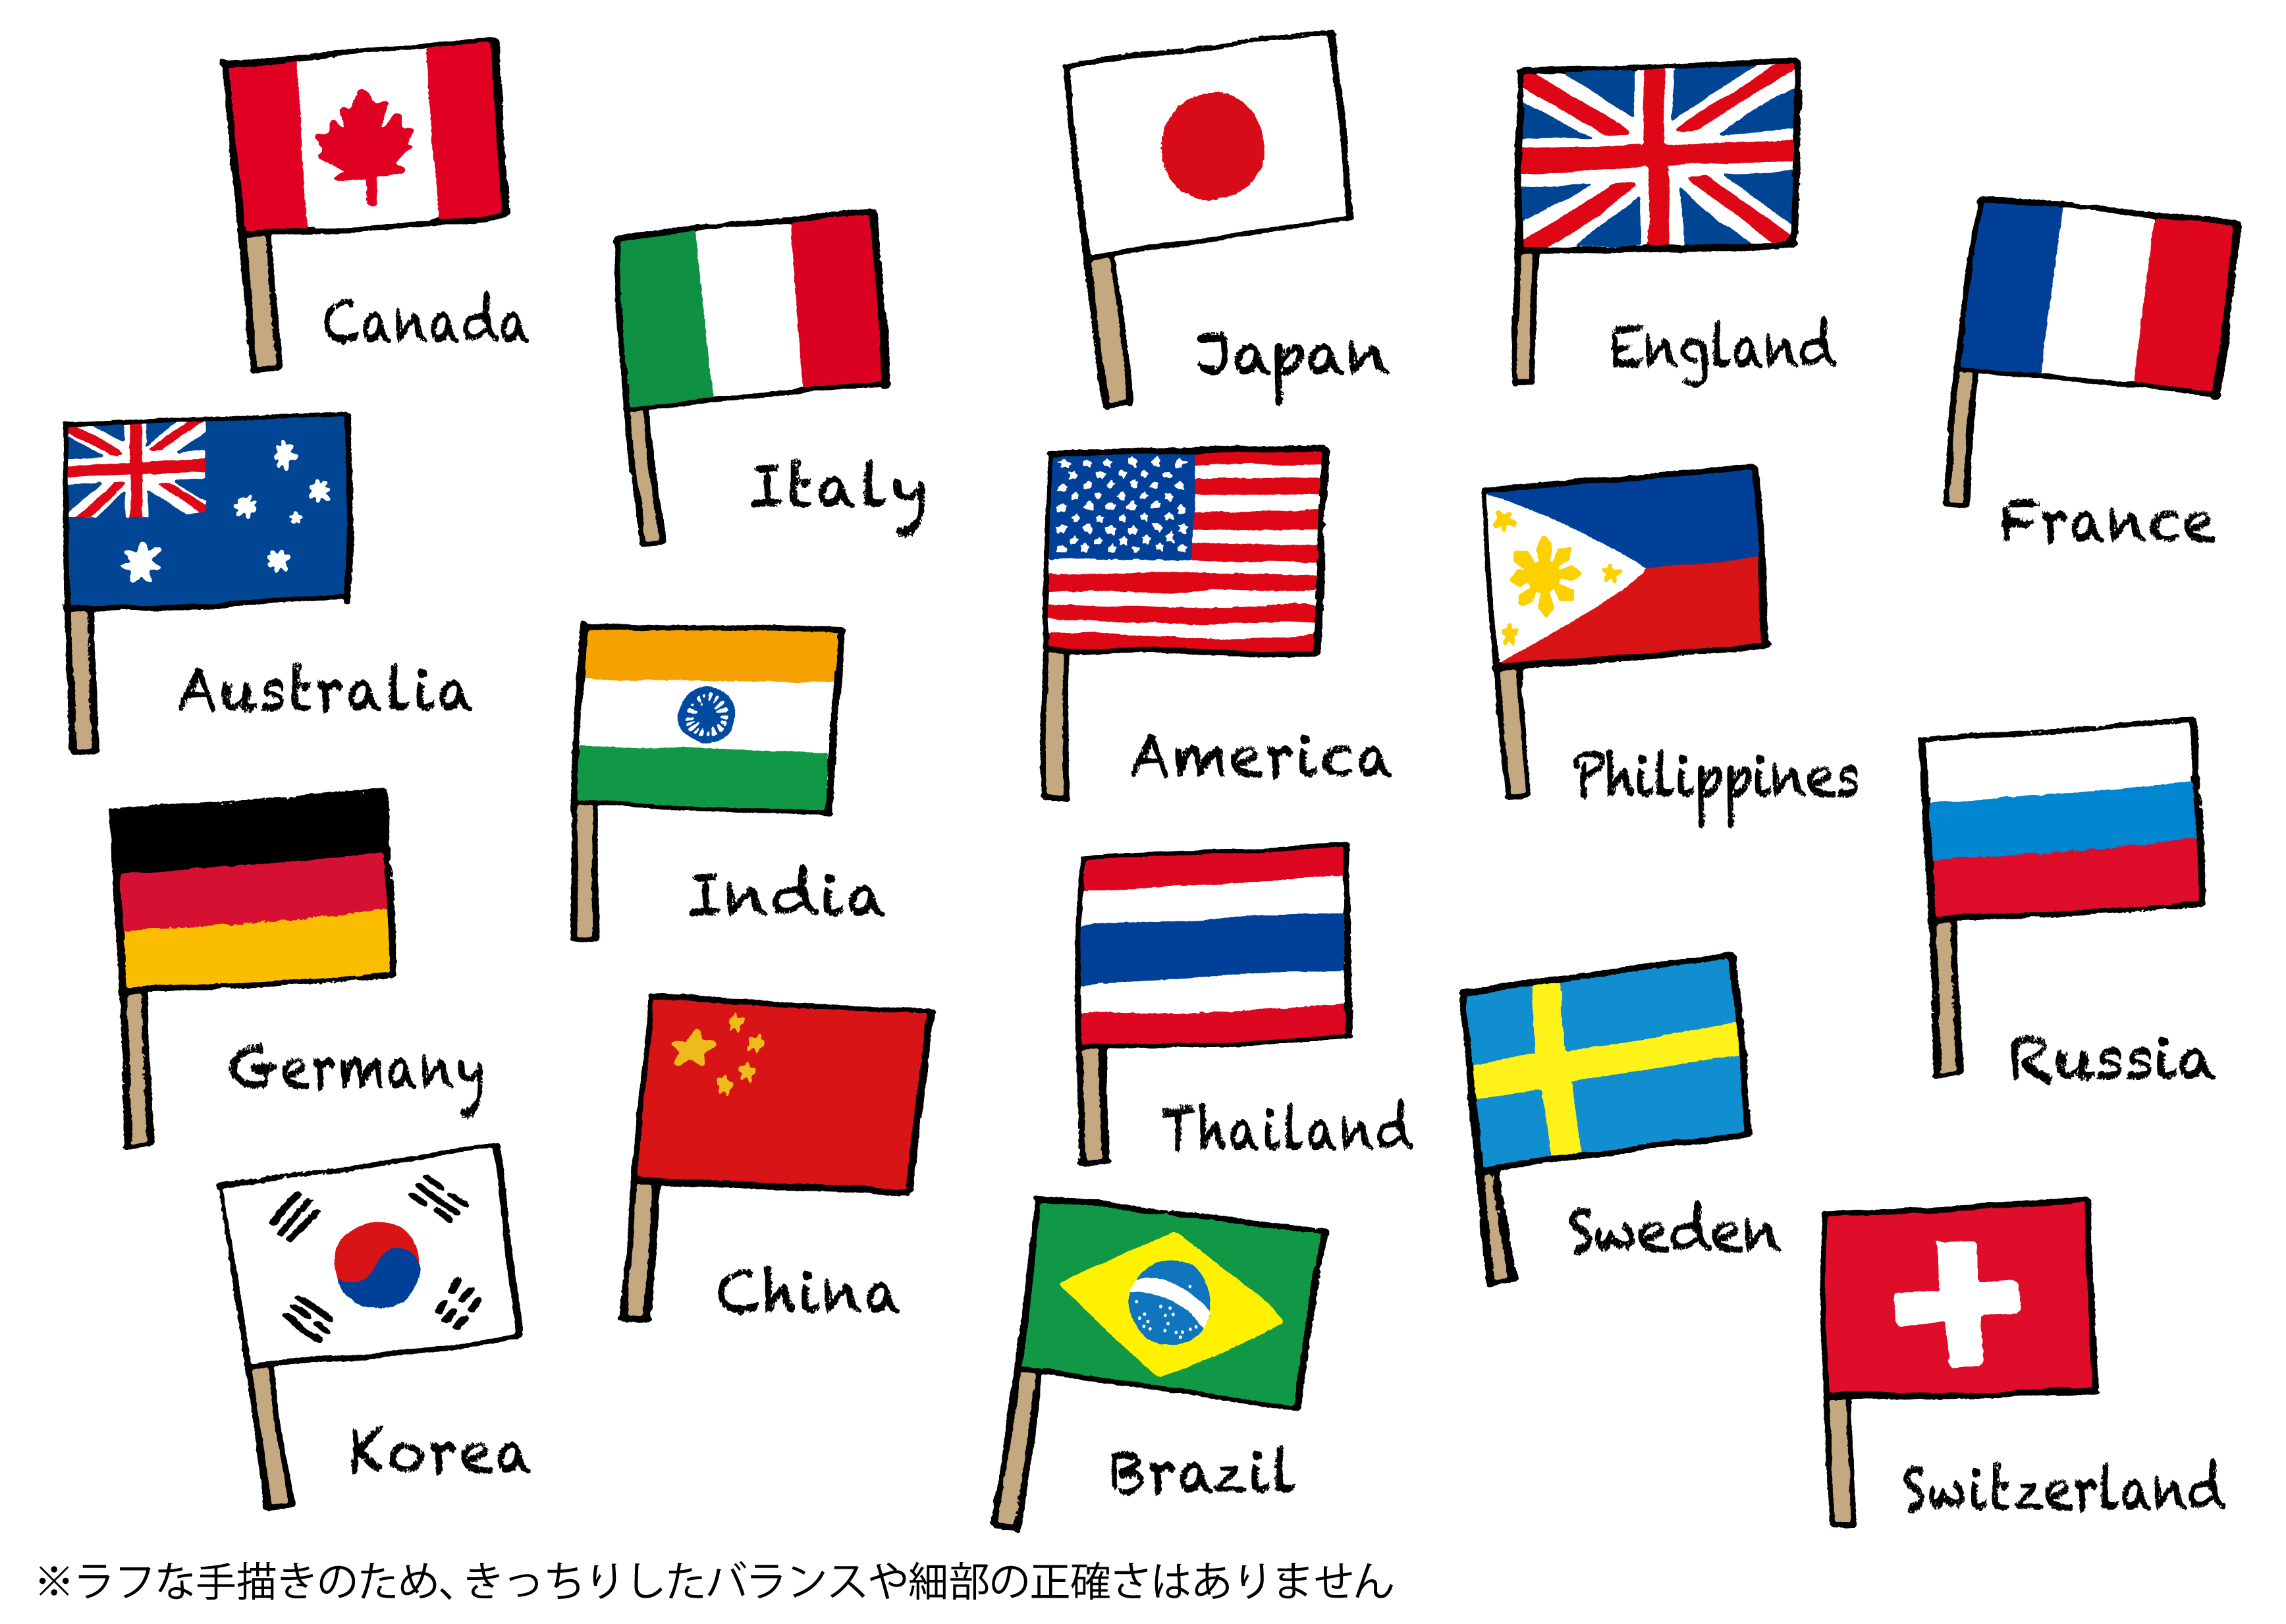 Canada
Japan
England
Italy
France
Australia
America
Philippines
India
Germany
Thailand
Russia
China
Sweden
Korea
Brazil
Switzerland
※ラフな手描きのため、きっちりしたバランスや細部の正確さはありません